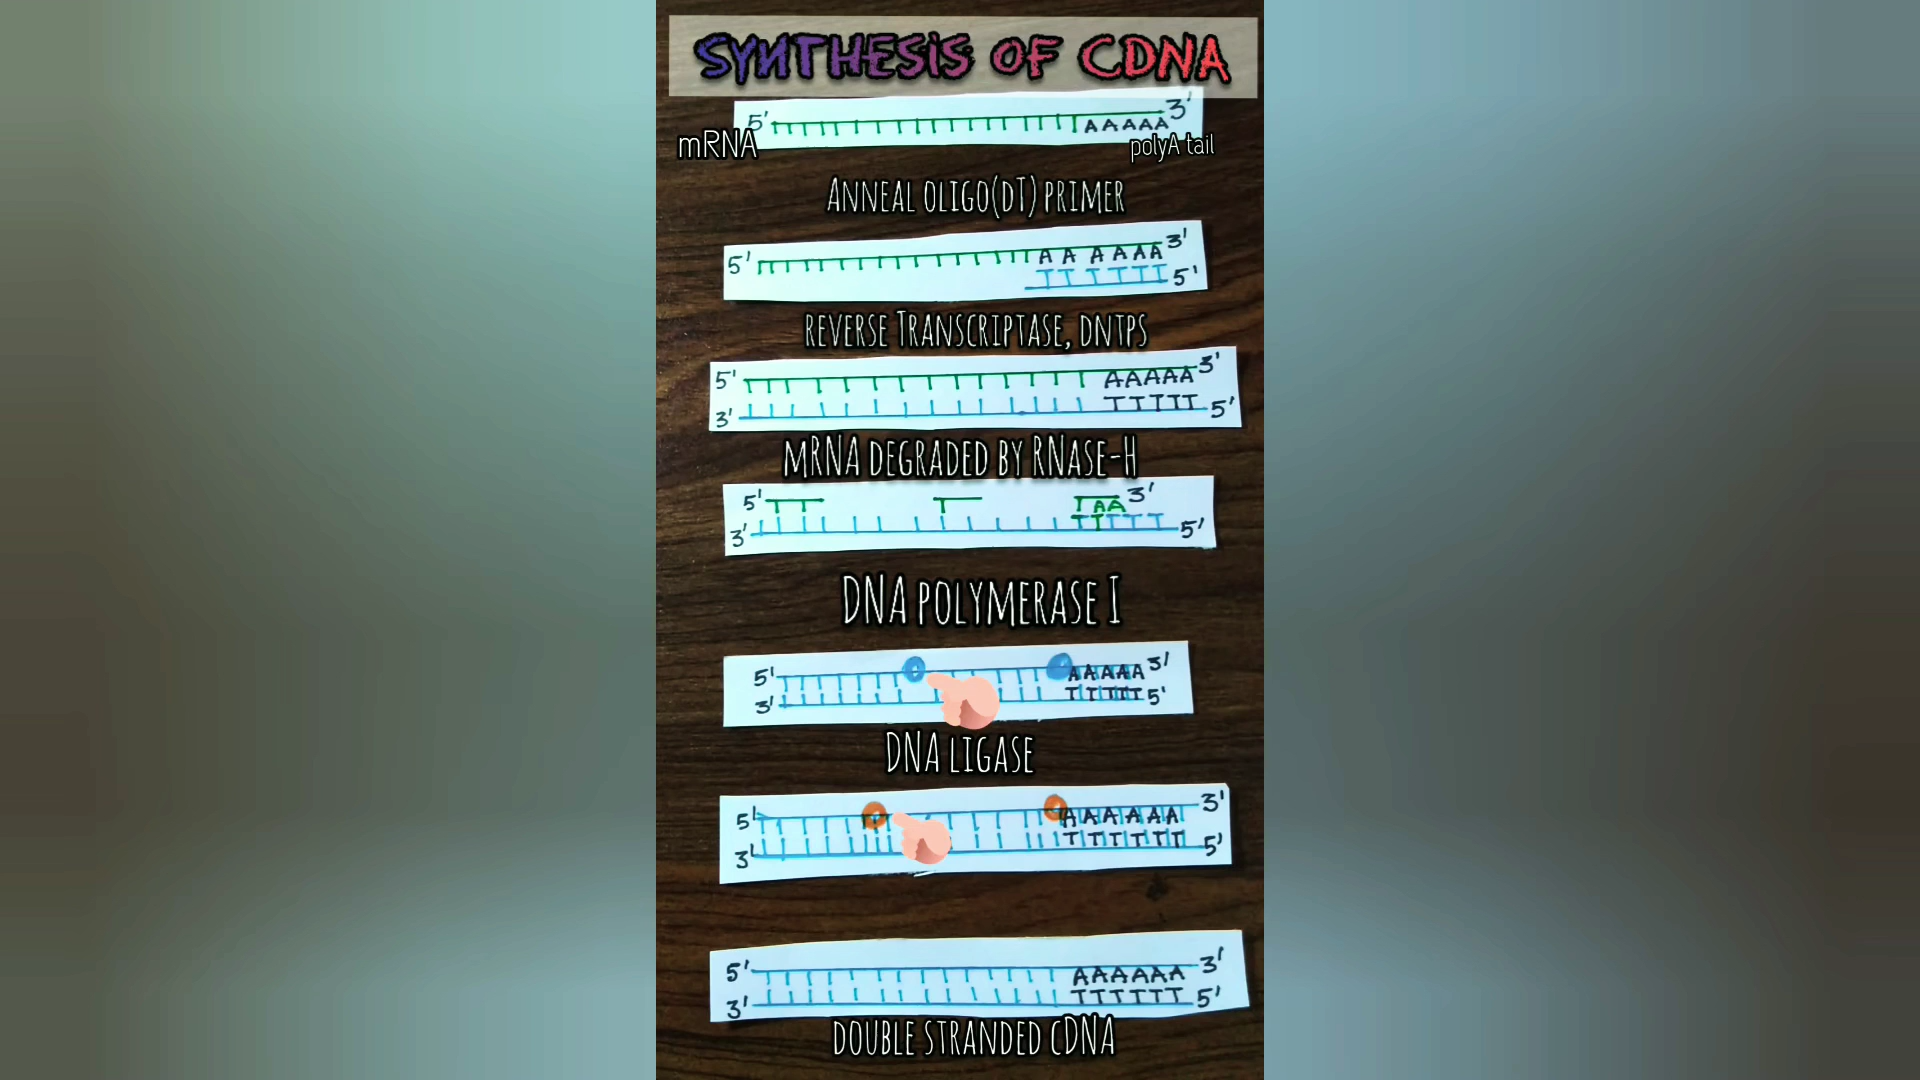 SYNTHESIS OF CDNA
5' AAAAA 3'
mRNA polyA tail
ANNEAL OLIGO(DT) PRIMER
5' AAAAAA 3'
TTTTTT 5'
REVERSE TRANSCRIPTASE, DNTPS
5' AAAAA 3'
3' TTTTT 5'
mRNA DEGRADED BY RNASE-H
5' AA 3'
3' 5'
DNA POLYMERASE I
5' AAAAA 3'
3' TTTTT 5'
DNA LIGASE
5' AAAAAA 3'
3' TTTTTT 5'
5' AAAAAA 3'
3' TTTTTT 5'
DOUBLE STRANDED cDNA